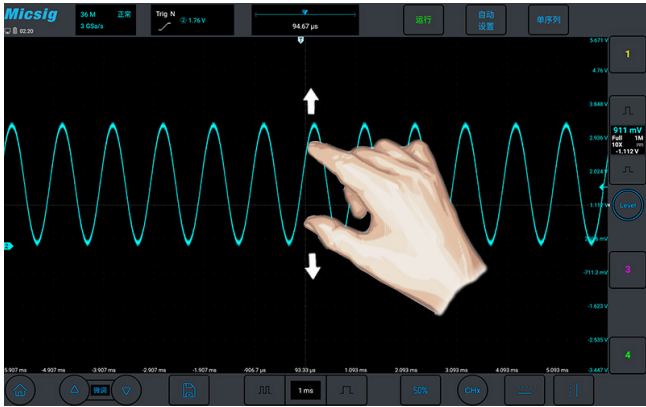 Micsig
36 M 正常
3 GSa/s
Trig N
② 1.76 V
94.67 μs
运行
自动
设置
单序列
02:20
5.671 V
4.76 V
3.848 V
2.936 V
2.024 V
1.112 V
-711.2 mV
-1.623 V
-2.535 V
-3.447 V
1
911 mV
Full 1M
10X
-1.112 V
Level
3
4
2
-4.907 ms
-3.907 ms
-2.907 ms
-1.907 ms
-906.7 μs
93.33 μs
1.093 ms
2.093 ms
3.093 ms
4.093 ms
5.093 ms
微调
1 ms
50%
CHx